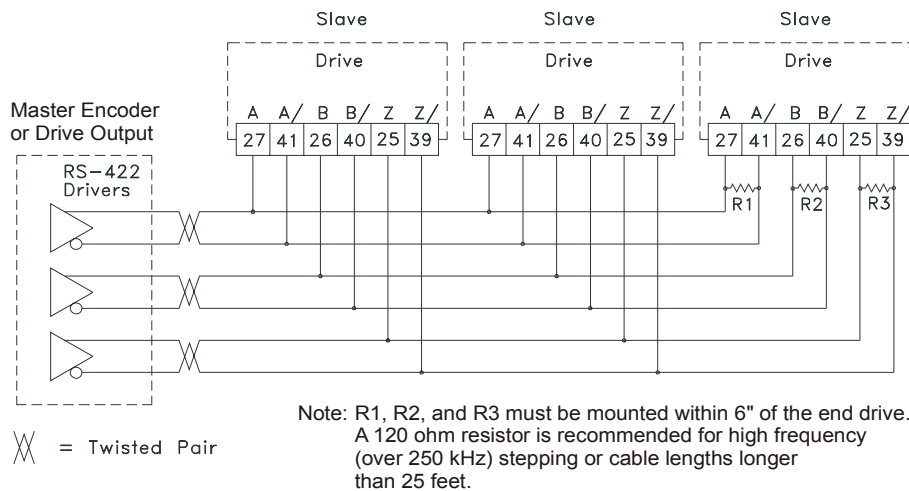 Slave Slave Slave
Drive Drive Drive
Master Encoder
or Drive Output
A A/ B B/ Z Z/ A A/ B B/ Z Z/ A A/ B B/ Z Z/
27 41 26 40 25 39 27 41 26 40 25 39 27 41 26 40 25 39
RS-422
Drivers
R1 R2 R3
Note: R1, R2, and R3 must be mounted within 6" of the end drive.
A 120 ohm resistor is recommended for high frequency
(over 250 kHz) stepping or cable lengths longer
than 25 feet.
= Twisted Pair